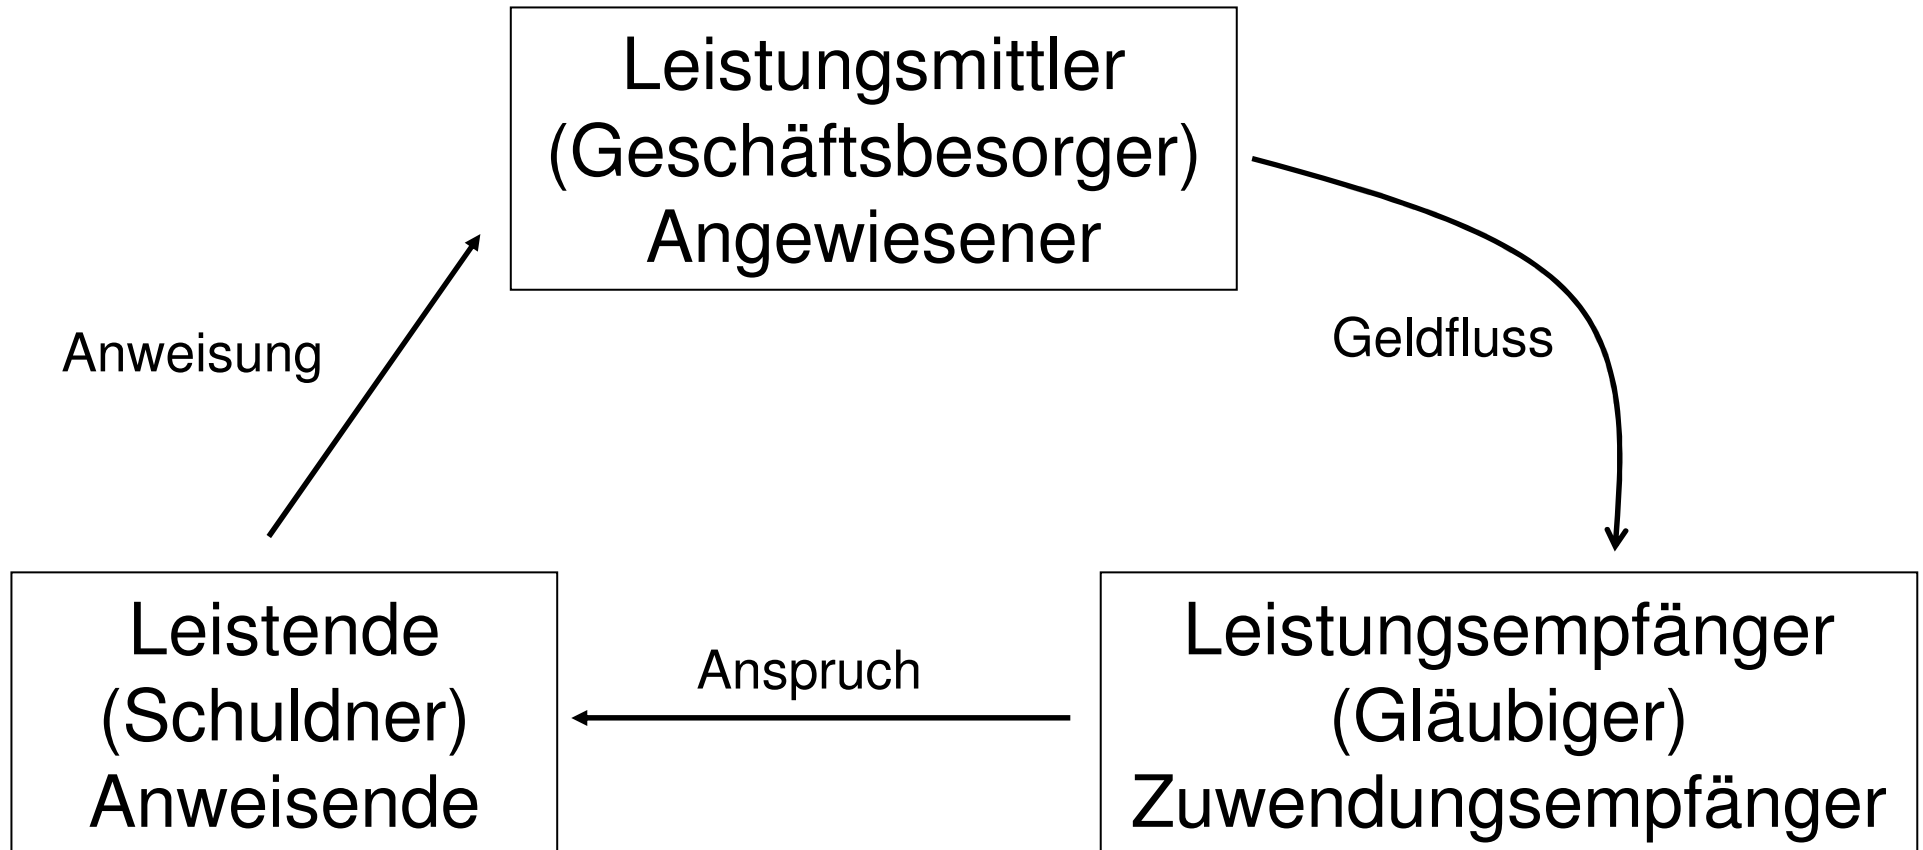 Leistungsmittler
(Geschäftsbesorger)
Angewiesener
Anweisung
Geldfluss
Leistende
(Schuldner)
Anweisende
Anspruch
Leistungsempfänger
(Gläubiger)
Zuwendungsempfänger